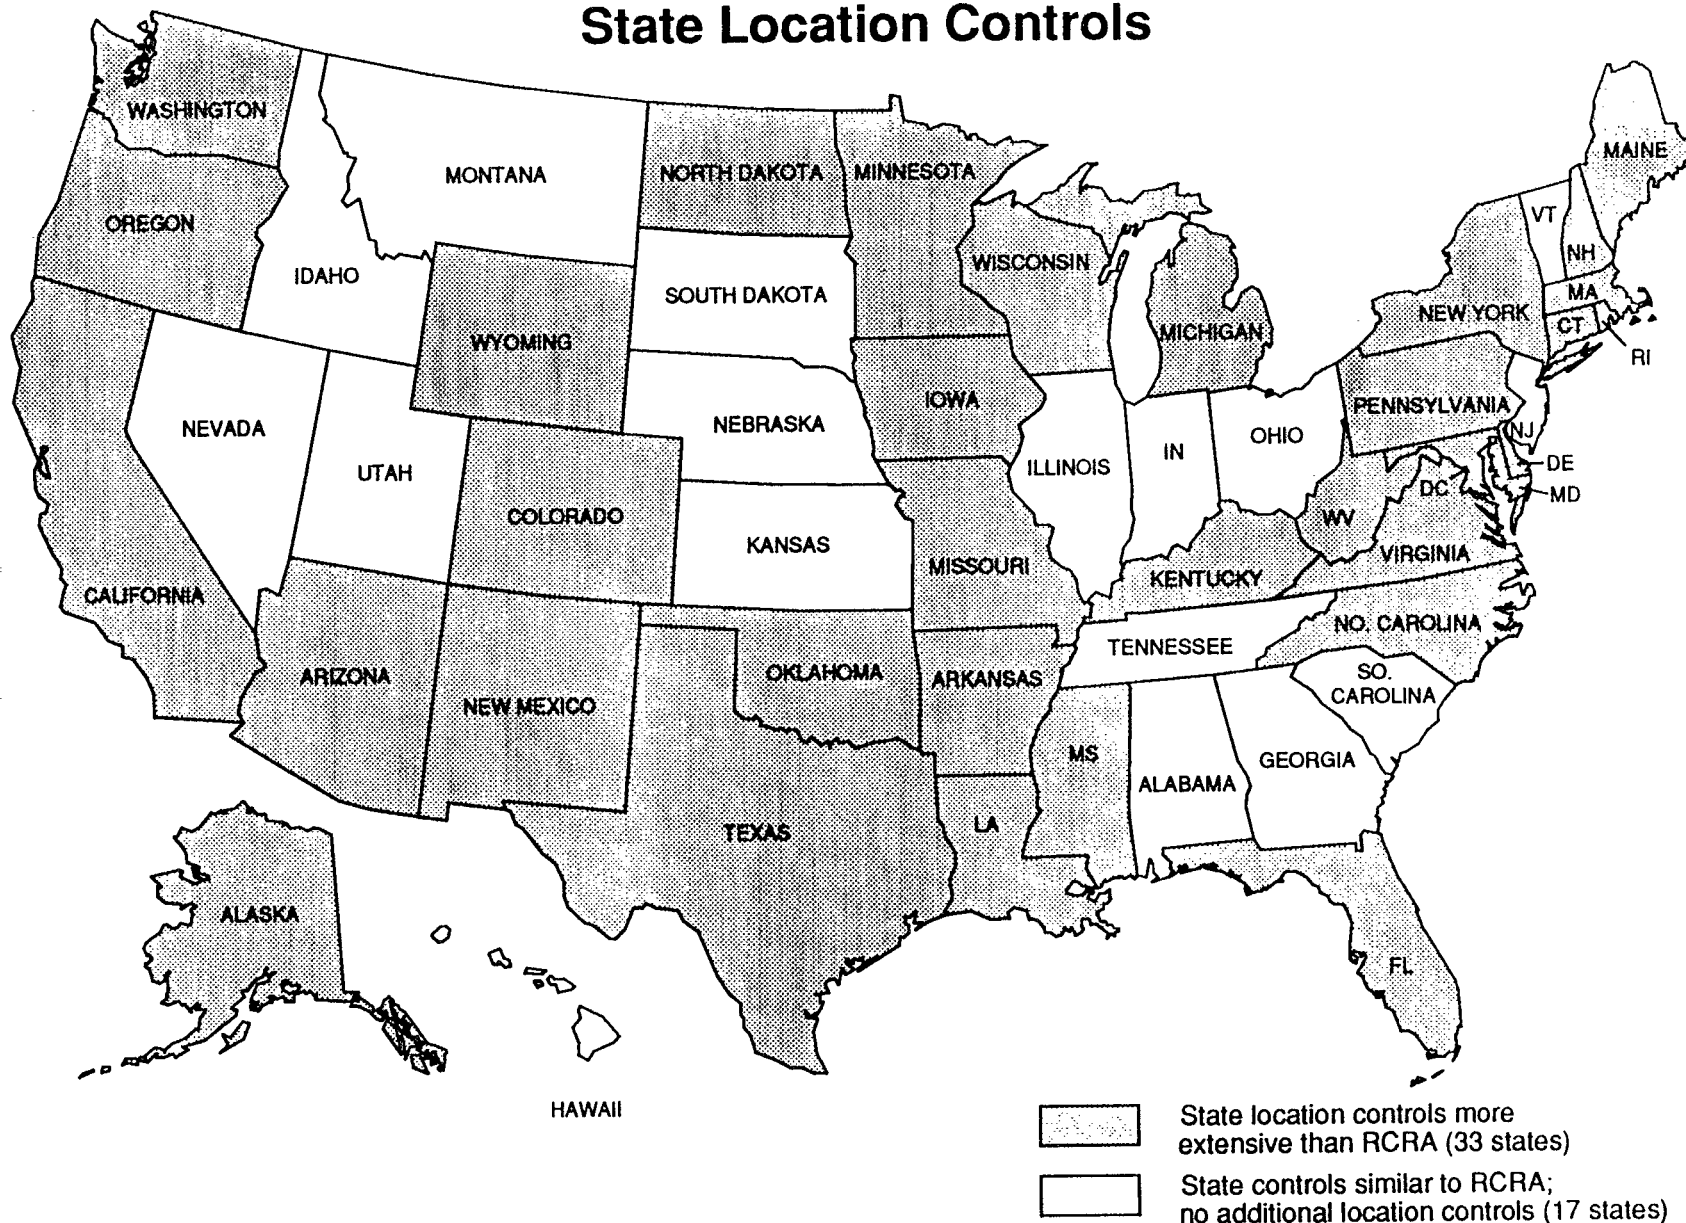 State Location Controls
WASHINGTON
MONTANA
NORTH DAKOTA
MINNESOTA
MAINE
OREGON
VT
NH
IDAHO
WISCONSIN
SOUTH DAKOTA
MA
WYOMING
MICHIGAN
NEW YORK
CT
RI
IOWA
PENNSYLVANIA
NEVADA
NEBRASKA
OHIO
NJ
UTAH
ILLINOIS
IN
DE
DC
MD
COLORADO
KANSAS
WV
MISSOURI
VIRGINIA
CALIFORNIA
KENTUCKY
NO. CAROLINA
TENNESSEE
ARIZONA
OKLAHOMA
ARKANSAS
SO.
CAROLINA
NEW MEXICO
MS
GEORGIA
ALABAMA
TEXAS
LA
ALASKA
FL
HAWAII
State location controls more
extensive than RCRA (33 states)
State controls similar to RCRA;
no additional location controls (17 states)